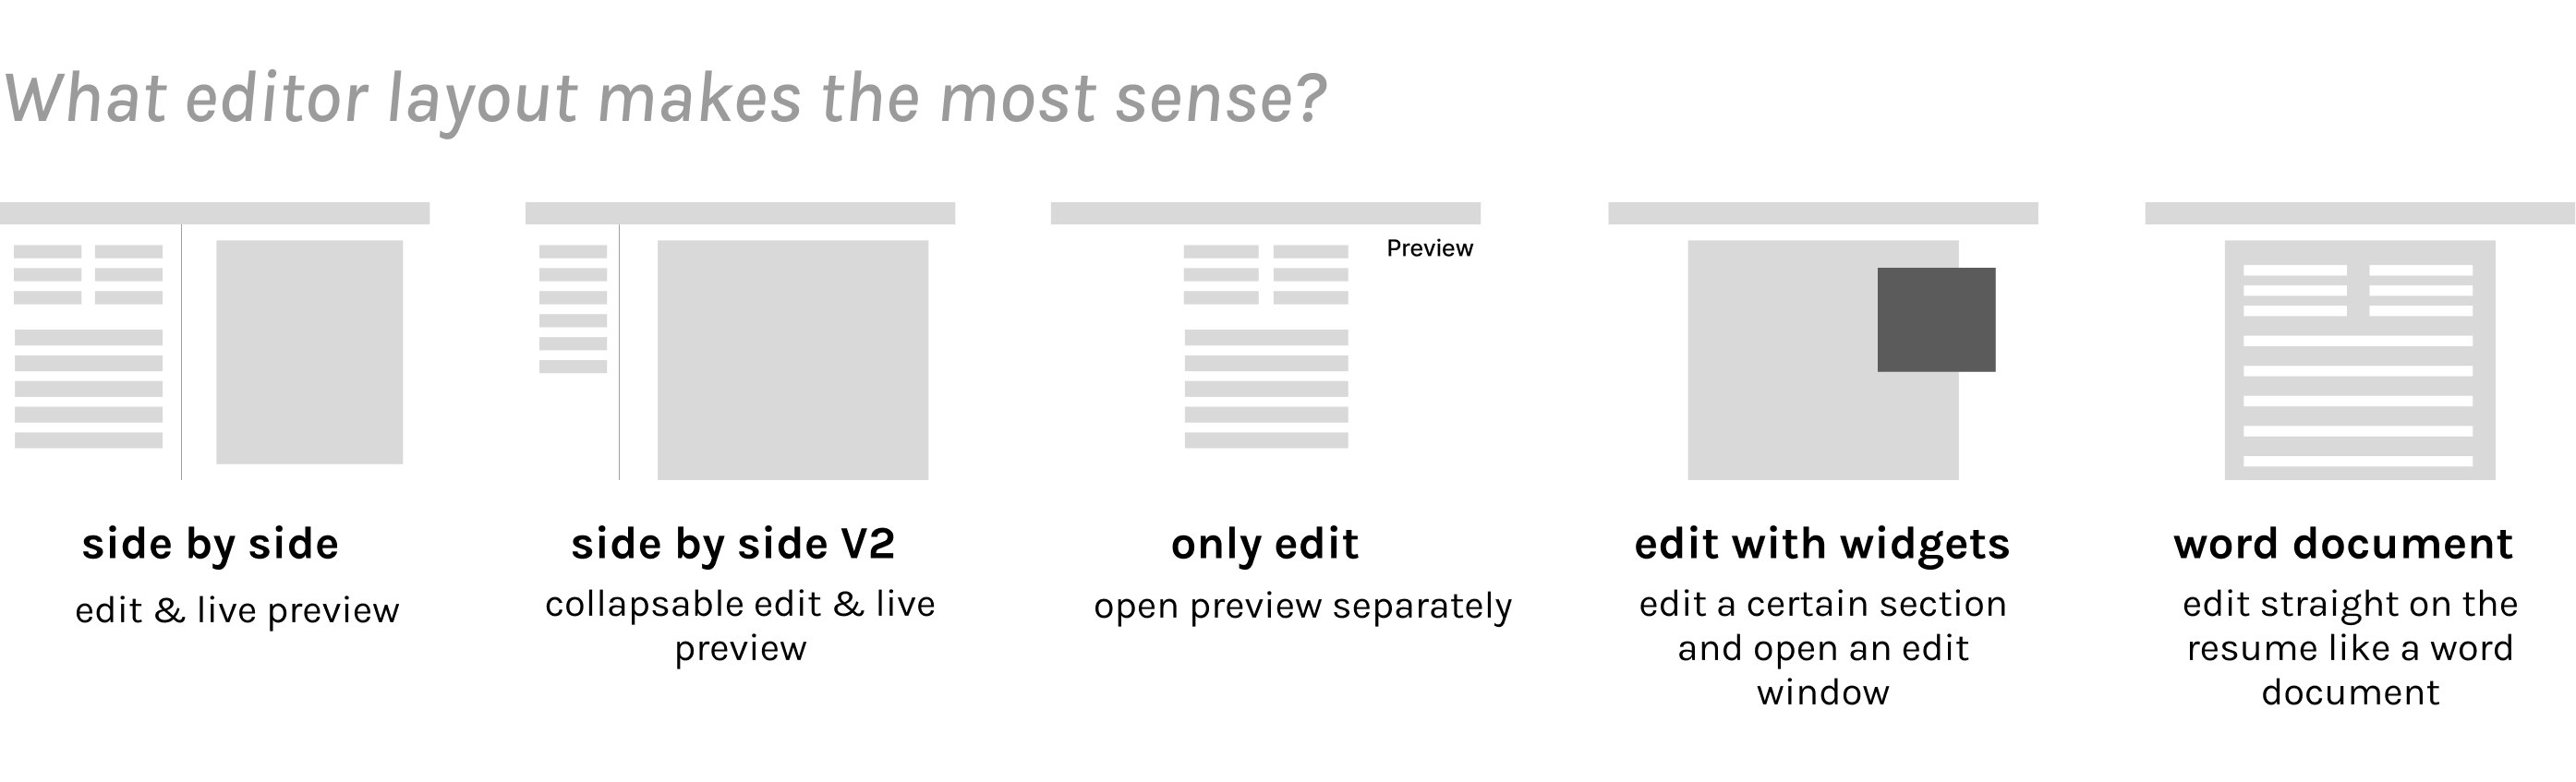 What editor layout makes the most sense?
Preview
side by side
edit & live preview
side by side V2
collapsable edit & live
preview
only edit
open preview separately
edit with widgets
edit a certain section
and open an edit
window
word document
edit straight on the
resume like a word
document